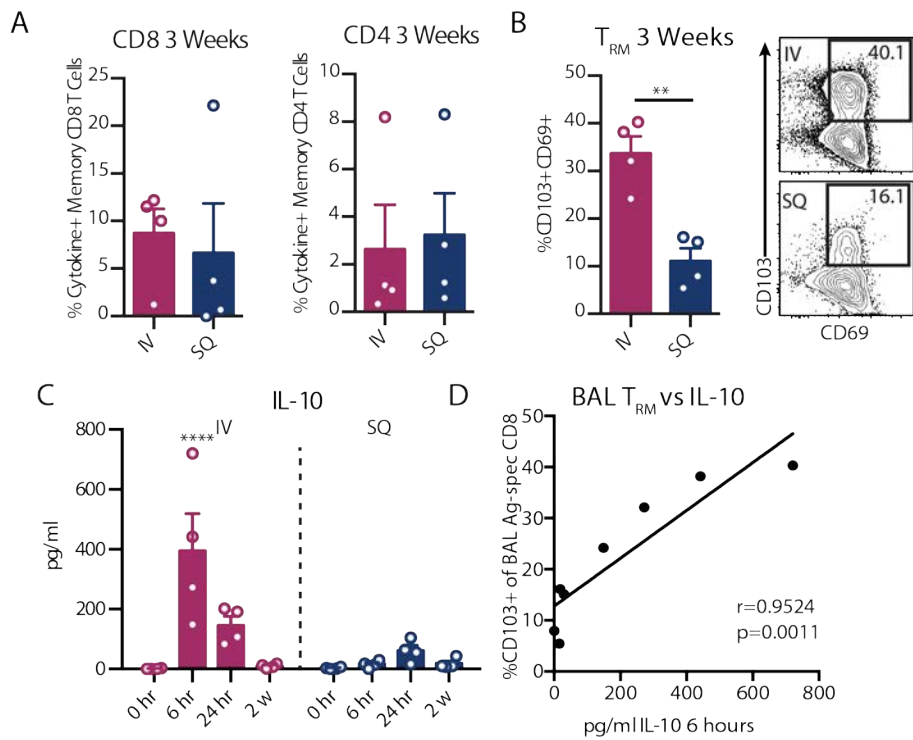 A
CD8 3 Weeks
% Cytokine+ Memory CD8 T Cells
25
20
15
10
5
0
IV
SQ
CD4 3 Weeks
% Cytokine+ Memory CD4 T Cells
10
8
6
4
2
0
IV
SQ
B
TRM 3 Weeks
%CD103+ CD69+
50
40
30
20
10
0
**
IV
SQ
IV
40.1
SQ
16.1
CD103
CD69
C
IL-10
IV
SQ
pg/ml
800
600
400
200
0
****
0 hr
6 hr
24 hr
2 w
0 hr
6 hr
24 hr
2 w
D
BAL TRM vs IL-10
%CD103+ of BAL Ag-spec CD8
50
40
30
20
10
0
r=0.9524
p=0.0011
0
200
400
600
800
pg/ml IL-10 6 hours